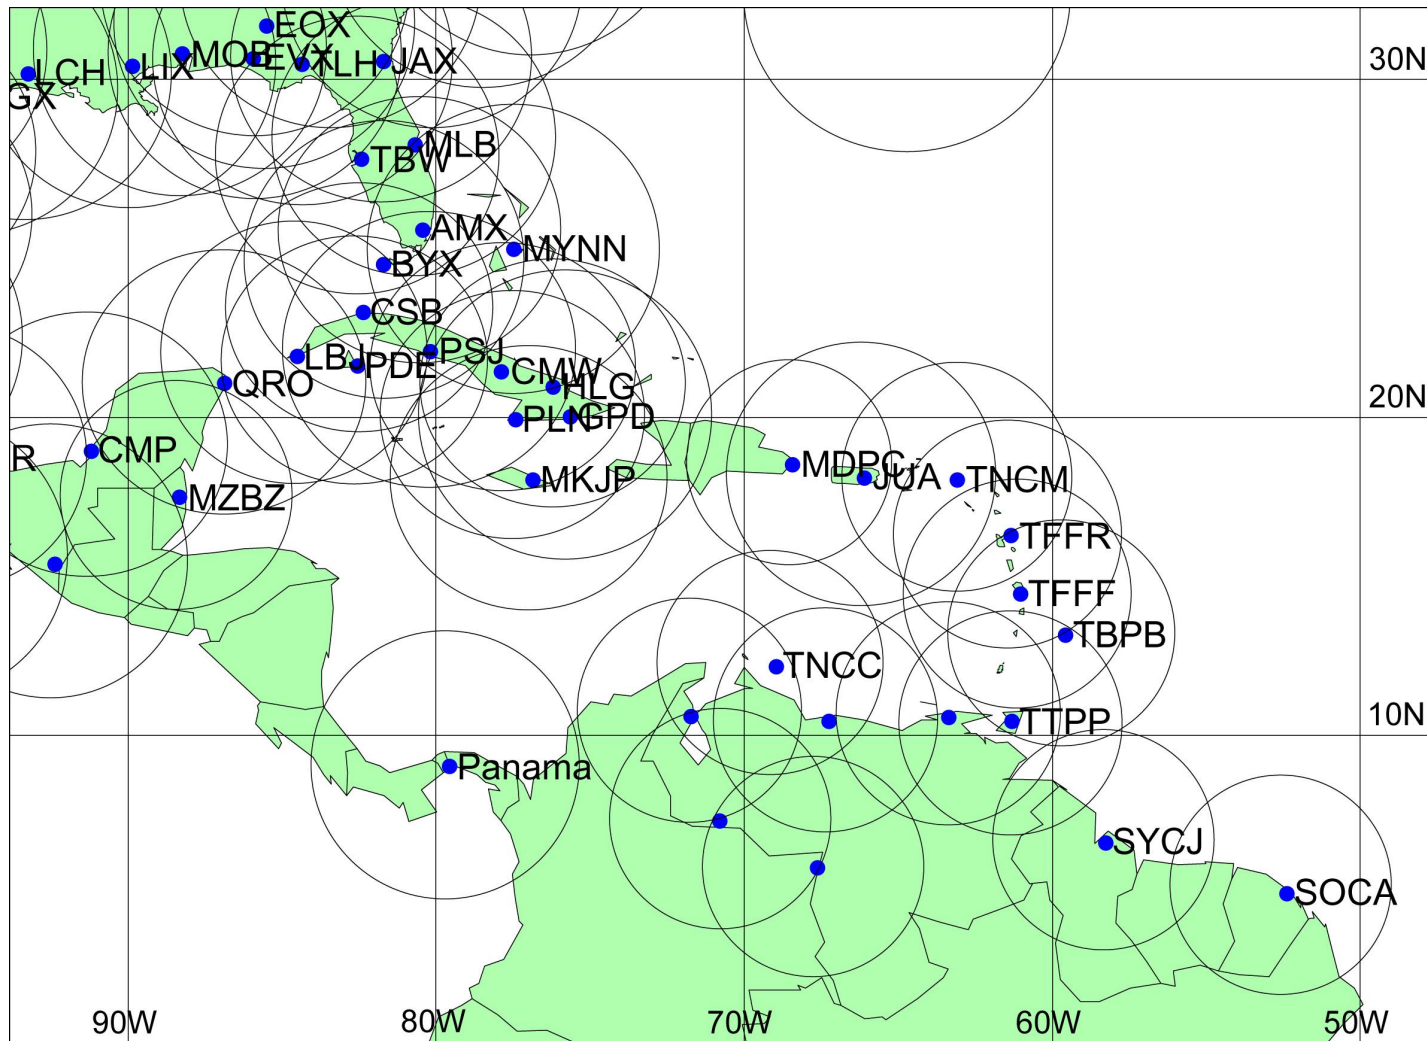 EOX
MOB
EVX
TLH
JAX
30N
LCH
LIX
GX
MLB
TBW
AMX
MYNN
BYX
CSB
LBJ
PDE
PSJ
CMW
QRO
HLG
20N
PLN
GPD
R
CMP
MDPC
JUA
TNCM
MKJP
MZBZ
TFFR
TFFF
TBPB
TNCC
10N
TTPP
Panama
SYCJ
SOCA
90W
80W
70W
60W
50W